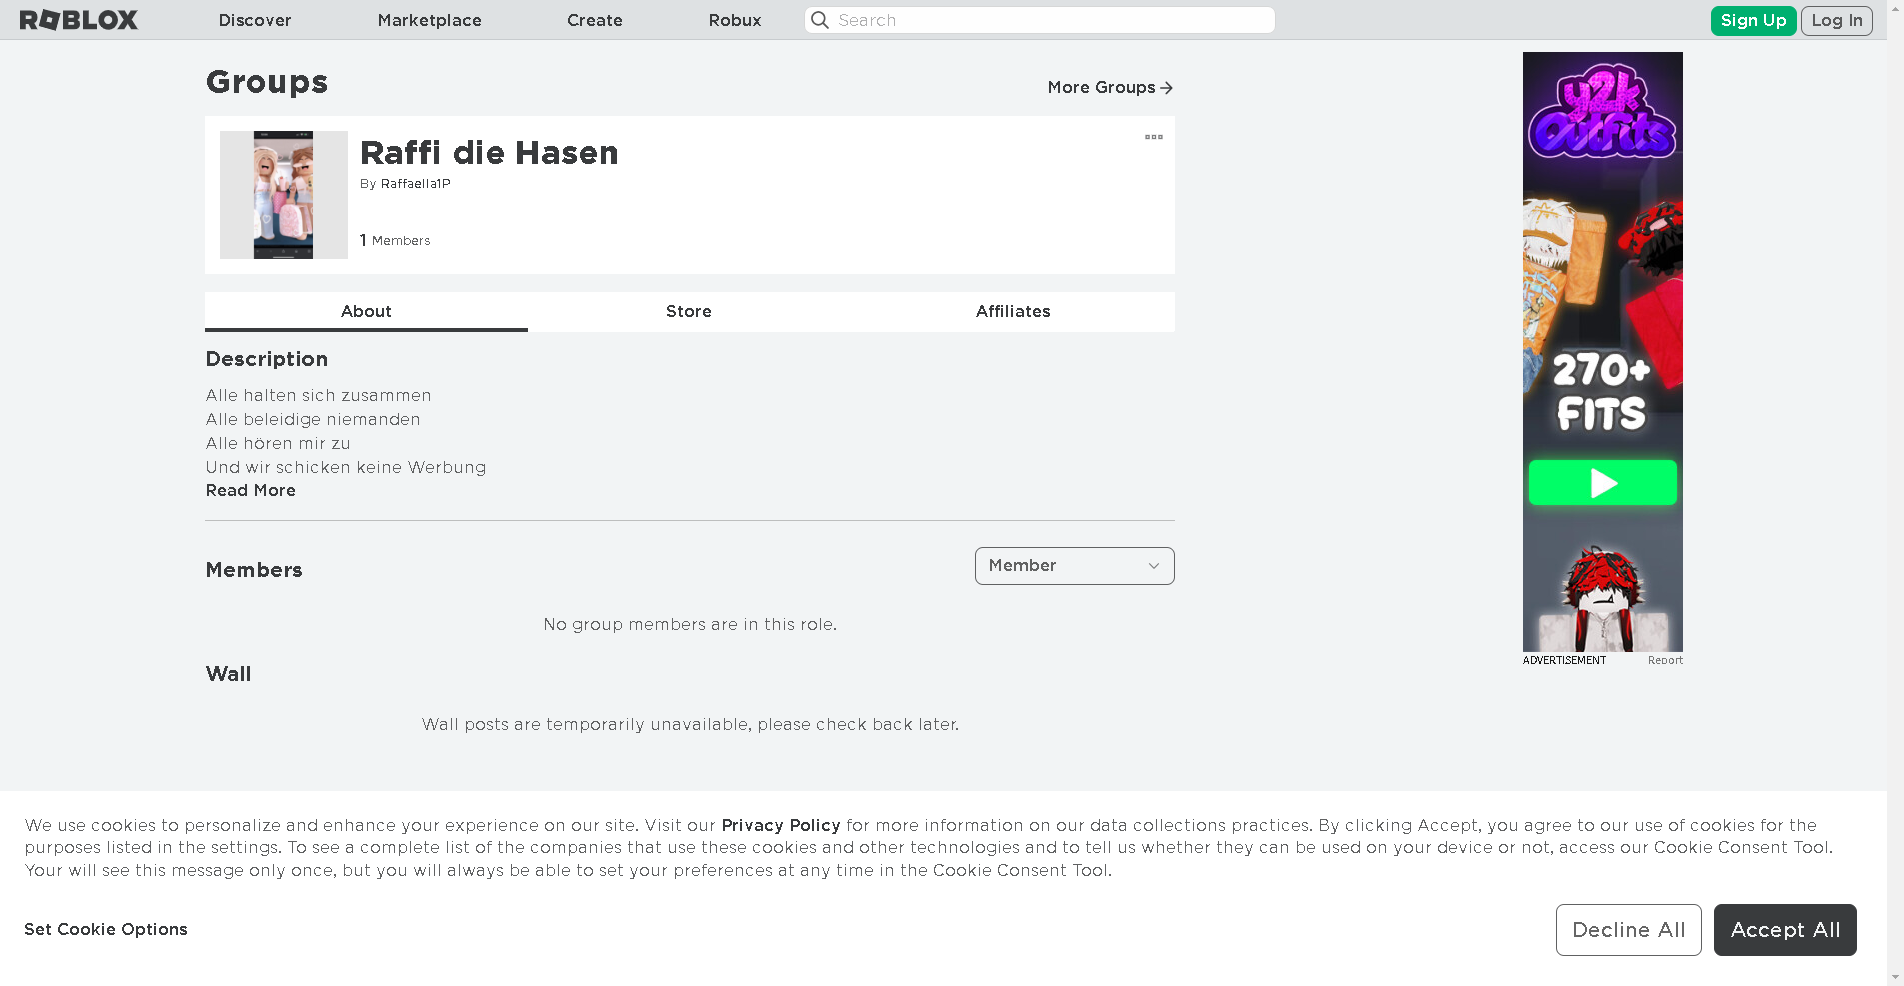 ROBLOX Discover Marketplace Create Robux Search Sign Up Log In
Groups
More Groups
Raffi die Hasen
By Raffaella1P
1 Members
About Store Affiliates
Description
Alle halten sich zusammen
Alle beleidige niemanden
Alle hören mir zu
Und wir schicken keine Werbung
Read More
Members
Member
No group members are in this role.
Wall
Wall posts are temporarily unavailable, please check back later.
y2k
Outfits
270+
FITS
ADVERTISEMENT Report
We use cookies to personalize and enhance your experience on our site. Visit our Privacy Policy for more information on our data collections practices. By clicking Accept, you agree to our use of cookies for the
purposes listed in the settings. To see a complete list of the companies that use these cookies and other technologies and to tell us whether they can be used on your device or not, access our Cookie Consent Tool.
Your will see this message only once, but you will always be able to set your preferences at any time in the Cookie Consent Tool.
Set Cookie Options
Decline All
Accept All